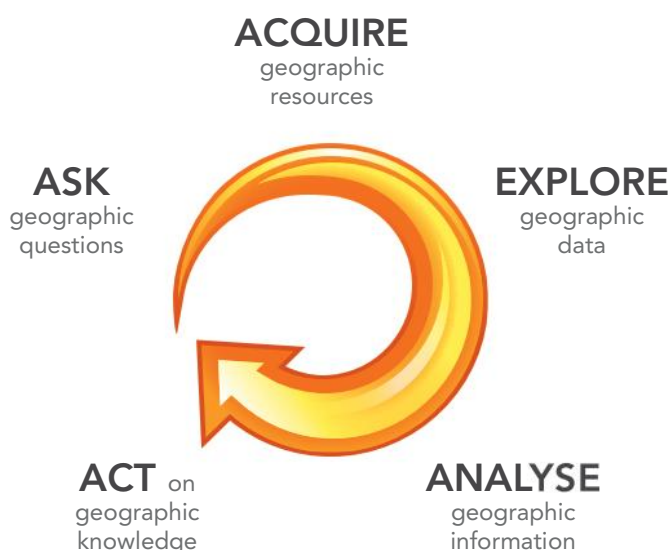 ACQUIRE
geographic
resources
ASK
geographic
questions
EXPLORE
geographic
data
ACT on
geographic
knowledge
ANALYSE
geographic
information